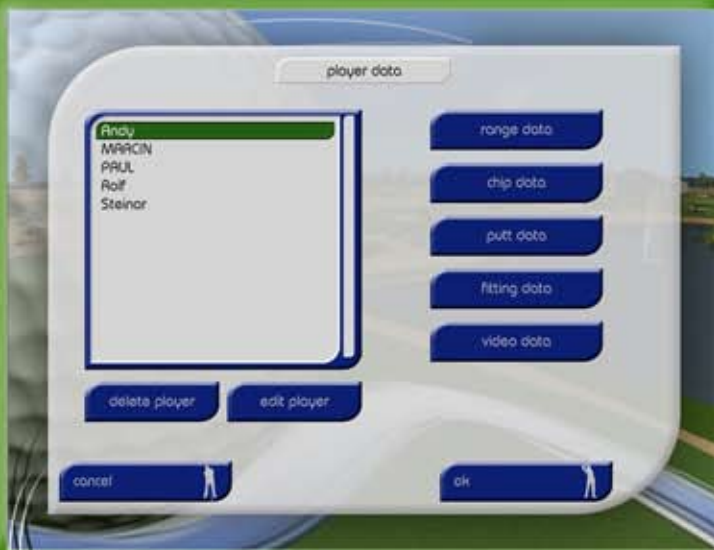 player data
Andy
MARCIN
PAUL
Rolf
Steinar
range data
chip data
putt data
fitting data
video data
delete player
edit player
cancel
ok